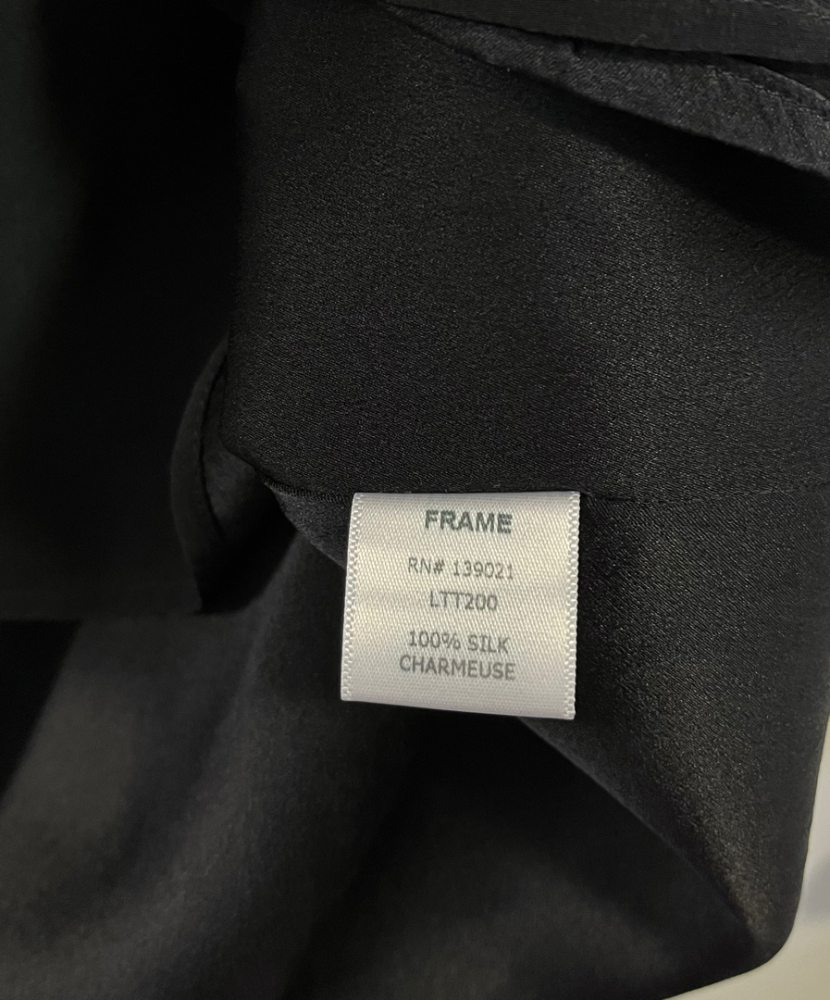 FRAME
RN# 139021
LTT200
100% SILK
CHARMEUSE